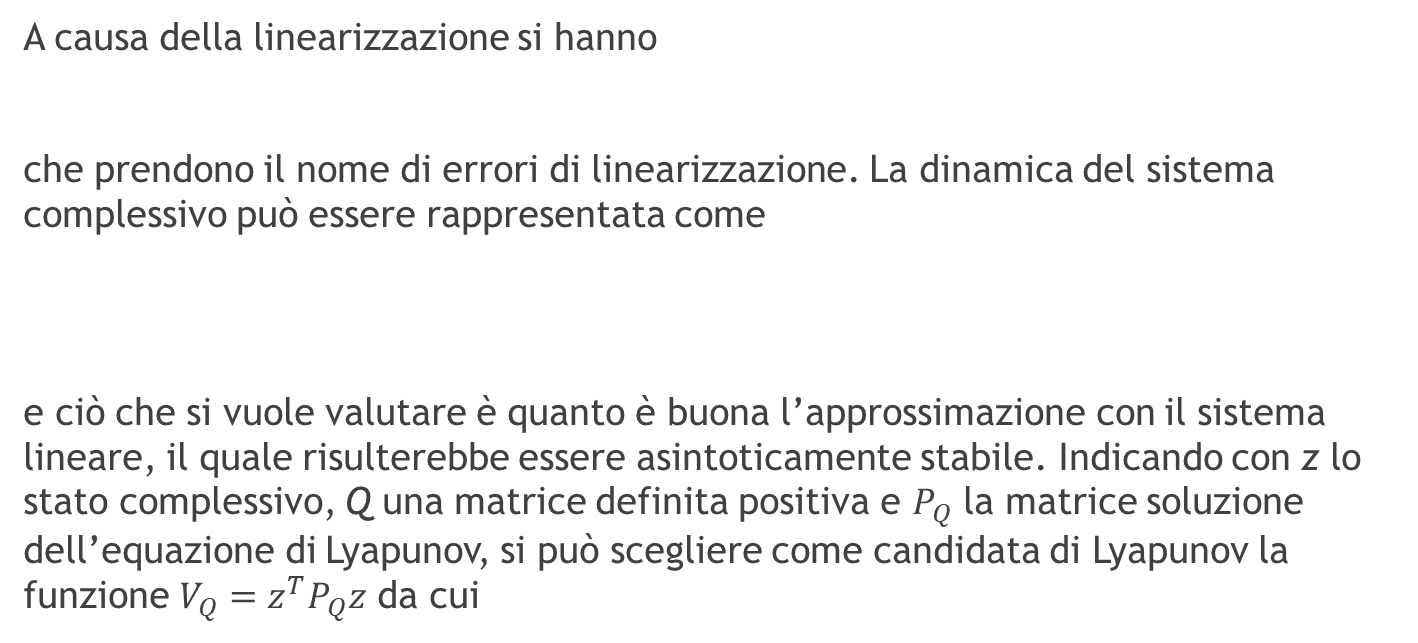 A causa della linearizzazione si hanno
che prendono il nome di errori di linearizzazione. La dinamica del sistema
complessivo può essere rappresentata come
e ciò che si vuole valutare è quanto è buona l’approssimazione con il sistema
lineare, il quale risulterebbe essere asintoticamente stabile. Indicando con z lo
stato complessivo, Q una matrice definita positiva e P_Q la matrice soluzione
dell’equazione di Lyapunov, si può scegliere come candidata di Lyapunov la
funzione V_Q = z^T P_Q z da cui